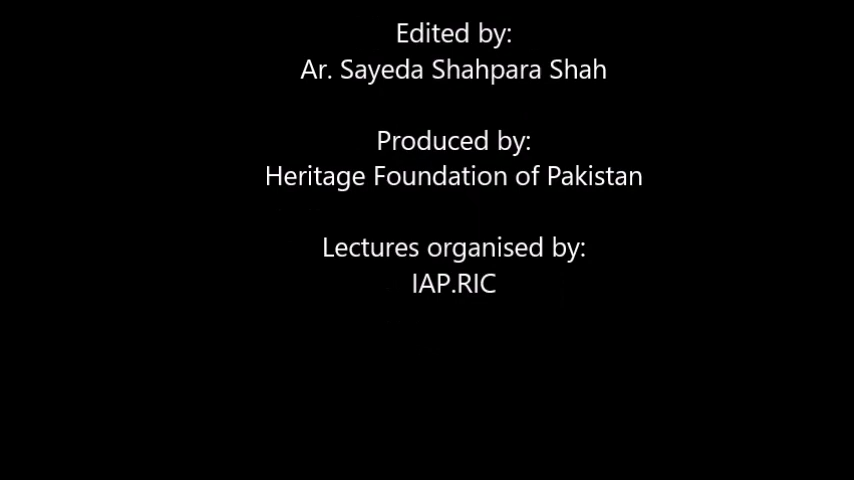 Edited by:
Ar. Sayeda Shahpara Shah
Produced by:
Heritage Foundation of Pakistan
Lectures organised by:
IAP.RIC